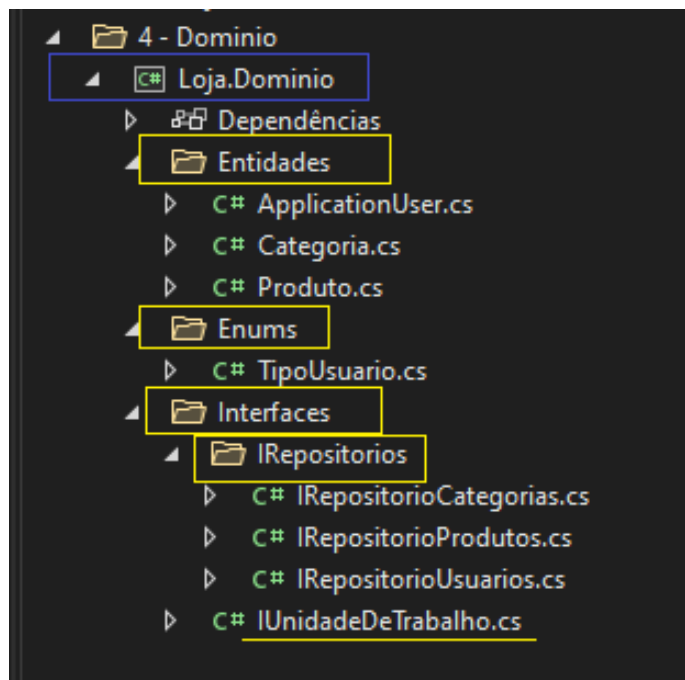 4 - Dominio
C# Loja.Dominio
Dependências
Entidades
C# ApplicationUser.cs
C# Categoria.cs
C# Produto.cs
Enums
C# TipoUsuario.cs
Interfaces
IRepositorios
C# IRepositorioCategorias.cs
C# IRepositorioProdutos.cs
C# IRepositorioUsuarios.cs
C# IUnidadeDeTrabalho.cs